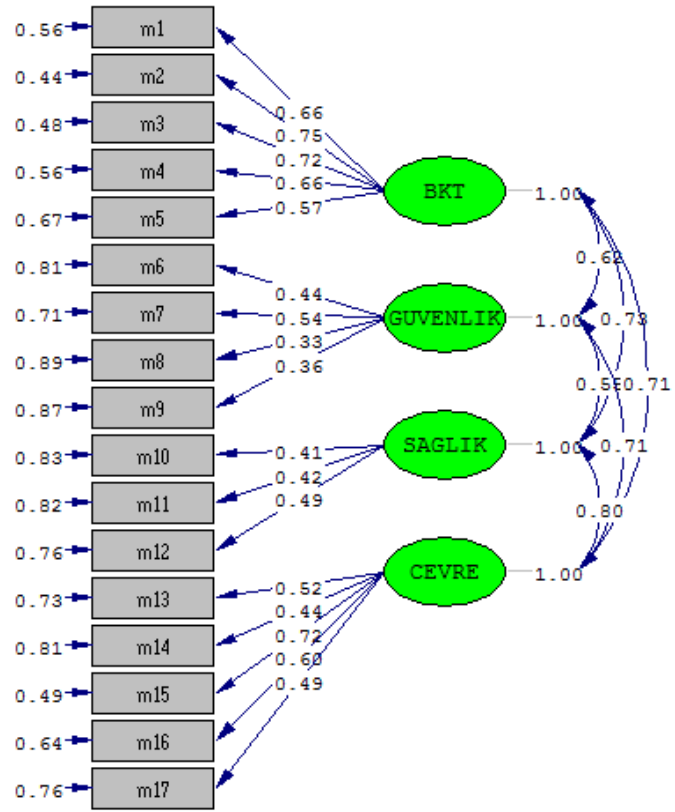 0.56 m1
0.44 m2
0.48 m3
0.56 m4
0.67 m5
0.81 m6
0.71 m7
0.89 m8
0.87 m9
0.83 m10
0.82 m11
0.76 m12
0.73 m13
0.81 m14
0.49 m15
0.64 m16
0.76 m17
0.66
0.75
0.72
0.66
0.57
0.44
0.54
0.33
0.36
0.41
0.42
0.49
0.52
0.44
0.72
0.60
0.49
BKT 1.00
GUVENLIK 1.00
SAGLIK 1.00
CEVRE 1.00
0.62
0.73
0.71
0.71
0.80